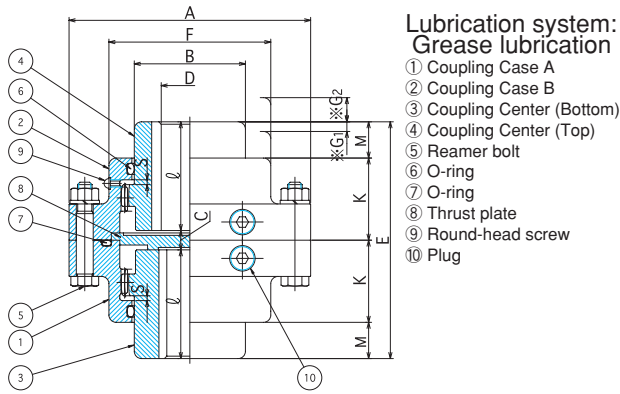 A
F
B
D
Lubrication system:
Grease lubrication
① Coupling Case A
② Coupling Case B
③ Coupling Center (Bottom)
④ Coupling Center (Top)
⑤ Reamer bolt
⑥ O-ring
⑦ O-ring
⑧ Thrust plate
⑨ Round-head screw
⑩ Plug
4
6
2
9
8
7
5
1
3
10
※G2
※G1
M
K
E
K
M
S
ℓ
C
S
ℓ